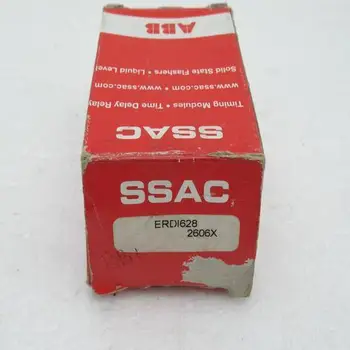 ABB
Solid State Flashers • Liquid Level
www.ssac.com • www.ssac.com
Timing Modules • Time Delay Relay
SSAC
SSAC
ERDI628
2606X